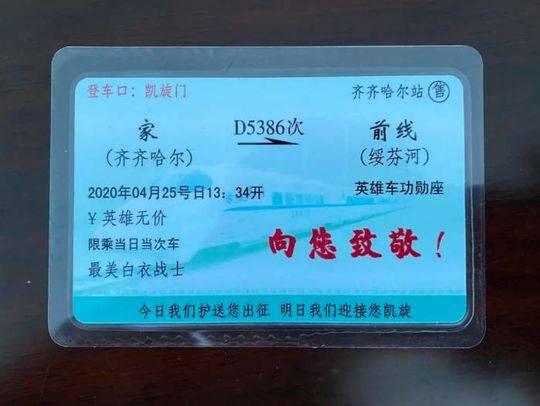 登车口：凯旋门 齐齐哈尔站 售
家 D5386次 前线
（齐齐哈尔） （绥芬河）
2020年04月25号日13：34开 英雄车功勋座
￥英雄无价
限乘当日当次车
向您致敬！
最美白衣战士
今日我们护送您出征 明日我们迎接您凯旋